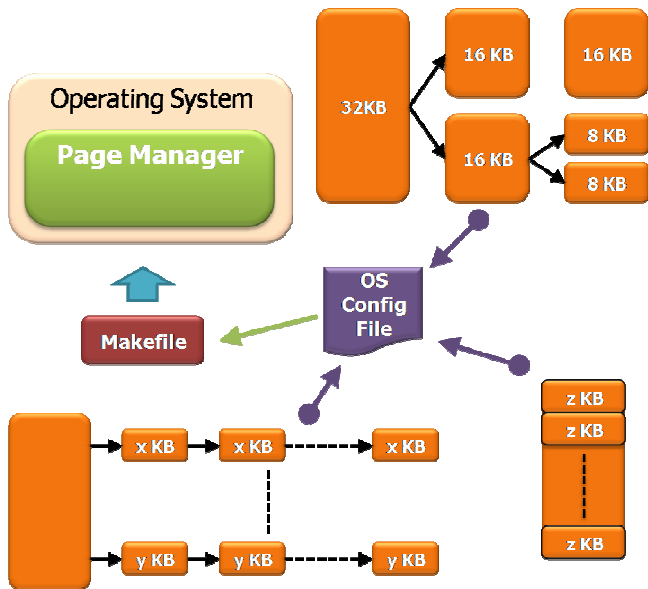 Operating System
Page Manager
32KB
16 KB
16 KB
16 KB
8 KB
8 KB
OS
Config
File
Makefile
x KB
x KB
x KB
y KB
y KB
y KB
z KB
z KB
z KB